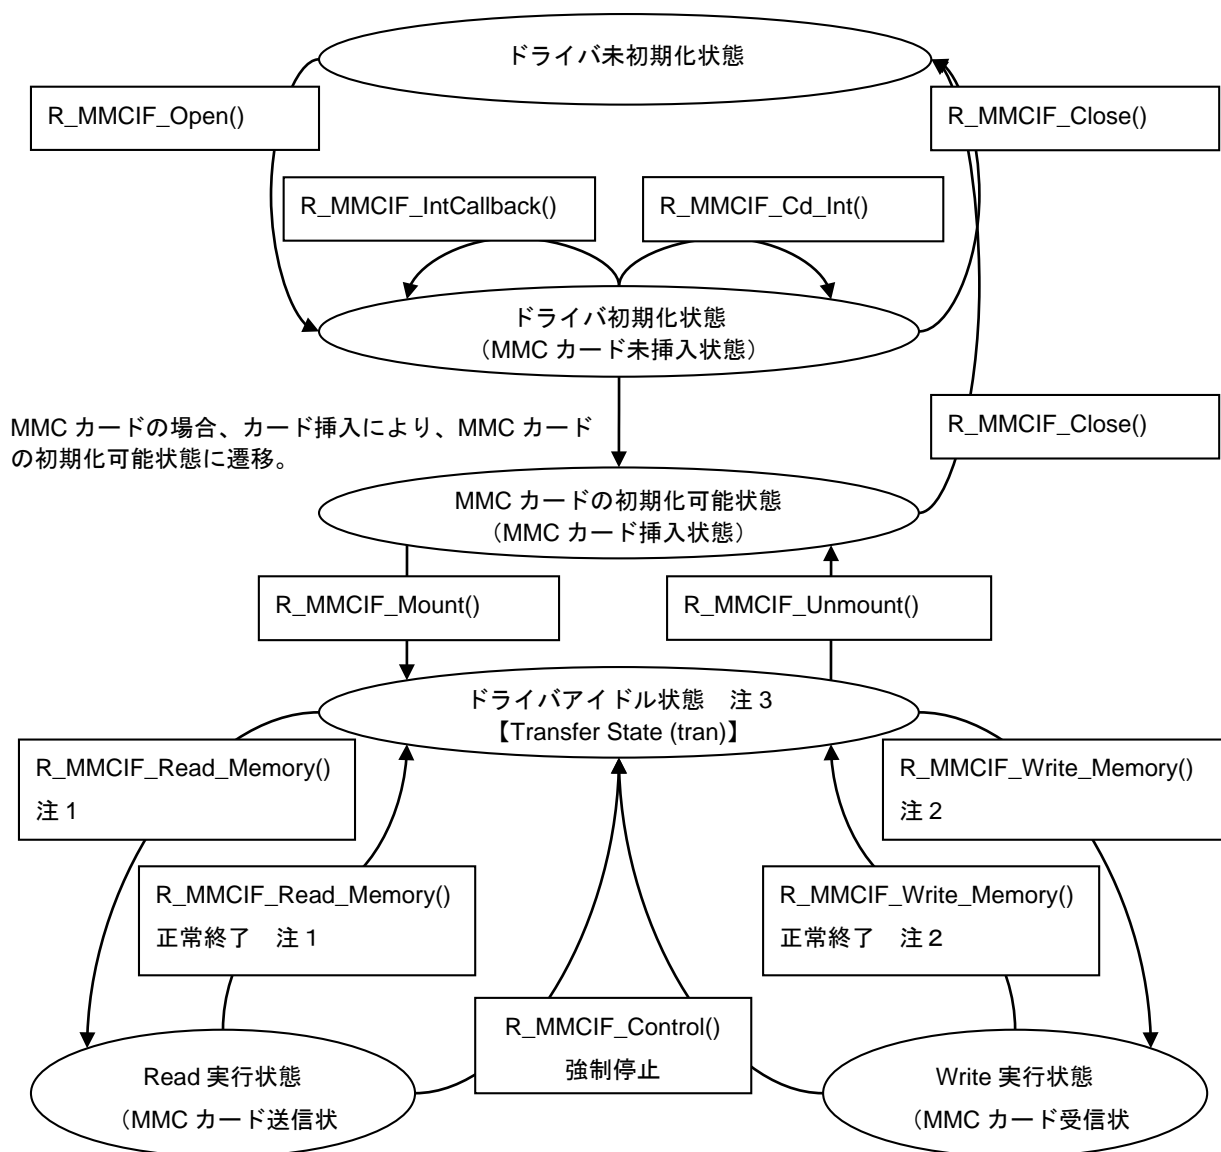 ドライバ未初期化状態
R_MMCIF_Open()
R_MMCIF_Close()
R_MMCIF_IntCallback()
R_MMCIF_Cd_Int()
ドライバ初期化状態
（MMC カード未挿入状態）
MMC カードの場合、カード挿入により、MMC カード
の初期化可能状態に遷移。
R_MMCIF_Close()
MMC カードの初期化可能状態
（MMC カード挿入状態）
R_MMCIF_Mount()
R_MMCIF_Unmount()
ドライバアイドル状態　注 3
【Transfer State (tran)】
R_MMCIF_Read_Memory()
注 1
R_MMCIF_Write_Memory()
注 2
R_MMCIF_Read_Memory()
正常終了　注 1
R_MMCIF_Write_Memory()
正常終了　注 2
R_MMCIF_Control()
強制停止
Read 実行状態
（MMC カード送信状
Write 実行状態
（MMC カード受信状